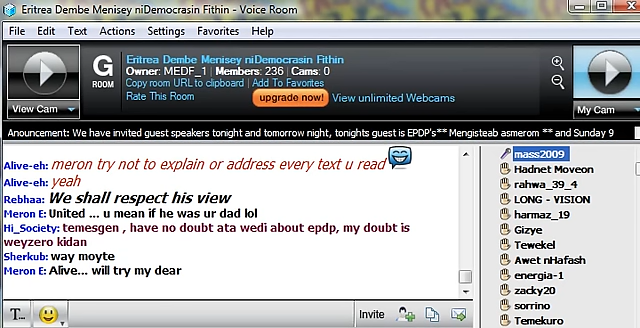 Eritrea Dembe Menisey niDemocrasin Fithin - Voice Room
File Edit Text Actions Settings Favorites Help
View Cam
G
ROOM
Eritrea Dembe Menisey niDemocrasin Fithin
Owner: MEDF_1 | Members: 236 | Cams: 0
Copy room URL to clipboard | Add To Favorites
Rate This Room
upgrade now! View unlimited Webcams
My Cam
Anouncement: We have invited guest speakers tonight and tomorrow night, tonights guest is EPDP's** Mengisteab asmerom ** and Sunday 9
Alive-eh: meron try not to explain or address every text u read
Alive-eh: yeah
Rebhaa: We shall respect his view
Meron E: United ... u mean if he was ur dad lol
Hi_Society: temesgen , have no doubt ata wedi about epdp, my doubt is
weyzero kidan
Sherkub: way moyte
Meron E: Alive... will try my dear
T...
Invite
mass2009
Hadnet Moveon
rahwa_39_4
LONG - VISION
harmaz_19
Gizye
Tewekel
Awet nHafash
energia-1
zacky20
sorrino
Temekuro